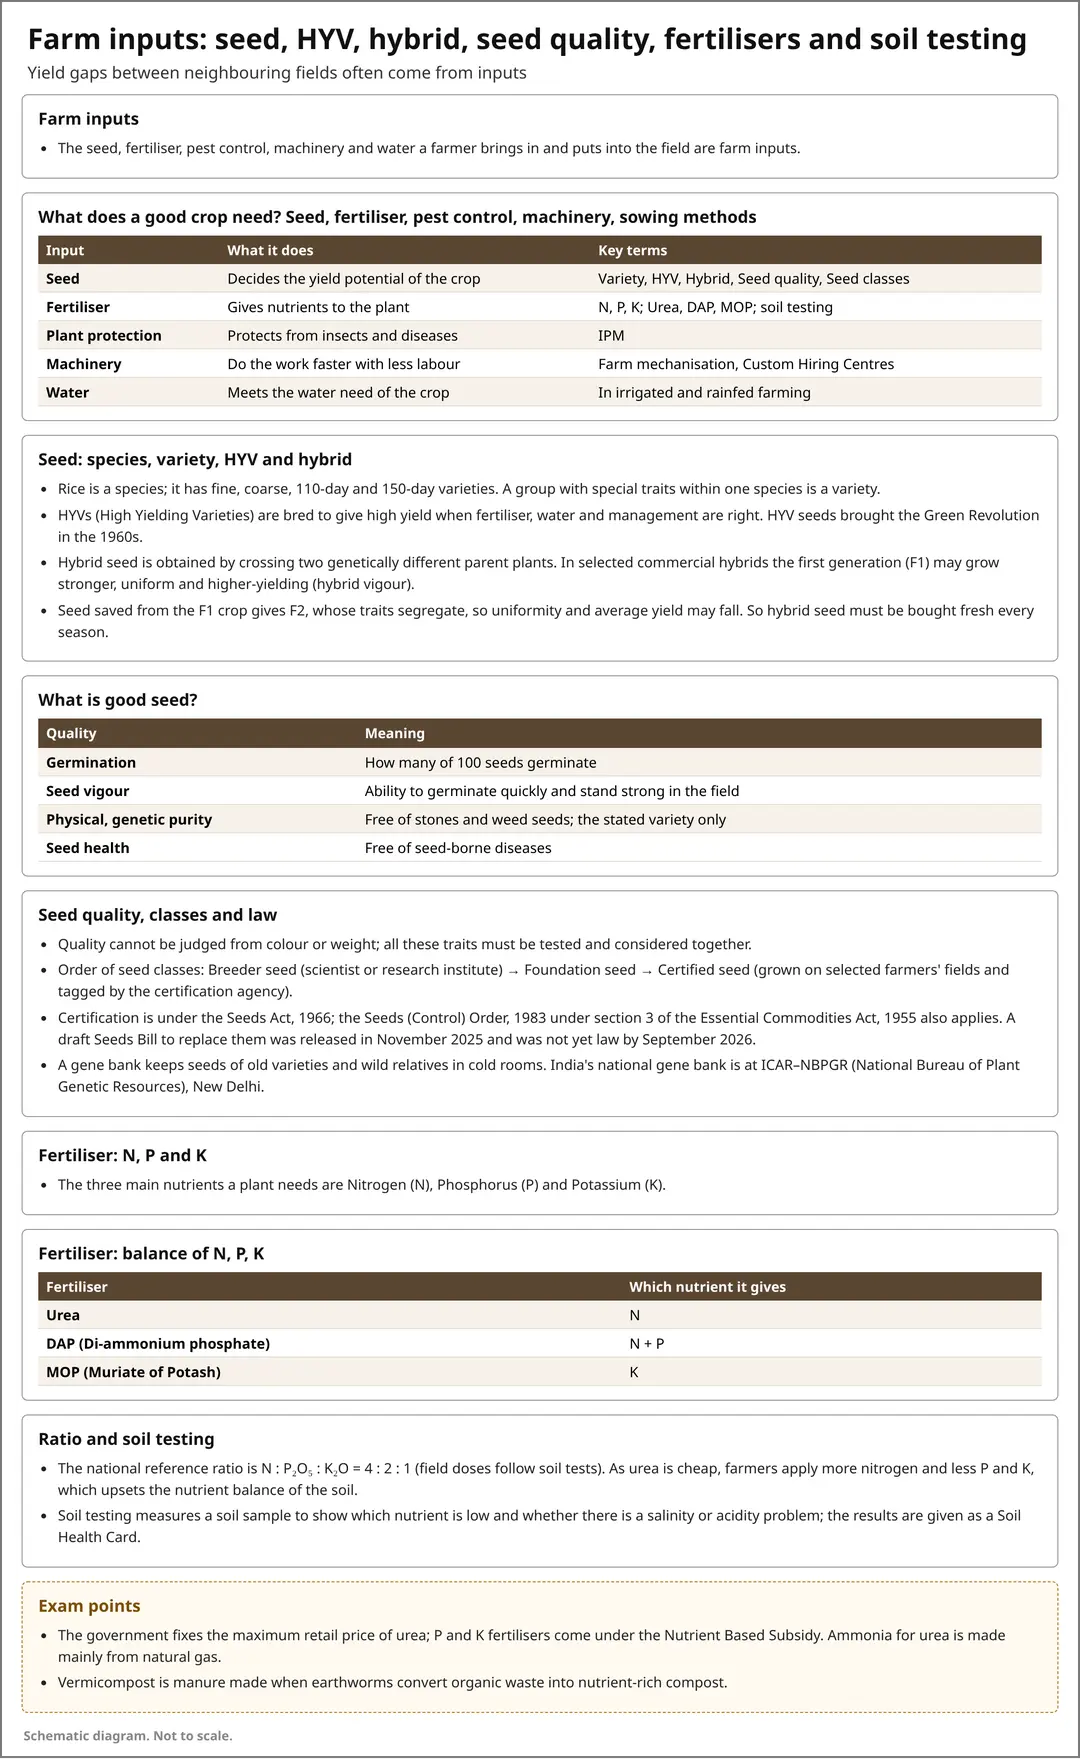 Farm inputs: seed, HYV, hybrid, seed quality, fertilisers and soil testing
Yield gaps between neighbouring fields often come from inputs
Farm inputs
• The seed, fertiliser, pest control, machinery and water a farmer brings in and puts into the field are farm inputs.
What does a good crop need? Seed, fertiliser, pest control, machinery, sowing methods
Input What it does Key terms
Seed Decides the yield potential of the crop Variety, HYV, Hybrid, Seed quality, Seed classes
Fertiliser Gives nutrients to the plant N, P, K; Urea, DAP, MOP; soil testing
Plant protection Protects from insects and diseases IPM
Machinery Do the work faster with less labour Farm mechanisation, Custom Hiring Centres
Water Meets the water need of the crop In irrigated and rainfed farming
Seed: species, variety, HYV and hybrid
• Rice is a species; it has fine, coarse, 110-day and 150-day varieties. A group with special traits within one species is a variety.
• HYVs (High Yielding Varieties) are bred to give high yield when fertiliser, water and management are right. HYV seeds brought the Green Revolution
in the 1960s.
• Hybrid seed is obtained by crossing two genetically different parent plants. In selected commercial hybrids the first generation (F1) may grow
stronger, uniform and higher-yielding (hybrid vigour).
• Seed saved from the F1 crop gives F2, whose traits segregate, so uniformity and average yield may fall. So hybrid seed must be bought fresh every
season.
What is good seed?
Quality Meaning
Germination How many of 100 seeds germinate
Seed vigour Ability to germinate quickly and stand strong in the field
Physical, genetic purity Free of stones and weed seeds; the stated variety only
Seed health Free of seed-borne diseases
Seed quality, classes and law
• Quality cannot be judged from colour or weight; all these traits must be tested and considered together.
• Order of seed classes: Breeder seed (scientist or research institute) → Foundation seed → Certified seed (grown on selected farmers' fields and
tagged by the certification agency).
• Certification is under the Seeds Act, 1966; the Seeds (Control) Order, 1983 under section 3 of the Essential Commodities Act, 1955 also applies. A
draft Seeds Bill to replace them was released in November 2025 and was not yet law by September 2026.
• A gene bank keeps seeds of old varieties and wild relatives in cold rooms. India's national gene bank is at ICAR–NBPGR (National Bureau of Plant
Genetic Resources), New Delhi.
Fertiliser: N, P and K
• The three main nutrients a plant needs are Nitrogen (N), Phosphorus (P) and Potassium (K).
Fertiliser: balance of N, P, K
Fertiliser Which nutrient it gives
Urea N
DAP (Di-ammonium phosphate) N + P
MOP (Muriate of Potash) K
Ratio and soil testing
• The national reference ratio is N : P₂O₅ : K₂O = 4 : 2 : 1 (field doses follow soil tests). As urea is cheap, farmers apply more nitrogen and less P and K,
which upsets the nutrient balance of the soil.
• Soil testing measures a soil sample to show which nutrient is low and whether there is a salinity or acidity problem; the results are given as a Soil
Health Card.
Exam points
• The government fixes the maximum retail price of urea; P and K fertilisers come under the Nutrient Based Subsidy. Ammonia for urea is made
mainly from natural gas.
• Vermicompost is manure made when earthworms convert organic waste into nutrient-rich compost.
Schematic diagram. Not to scale.